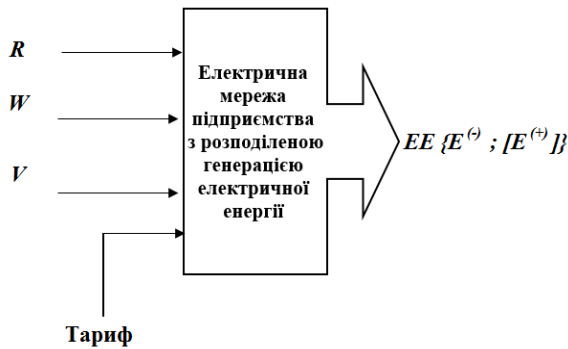 R
W
V
Тариф
Електрична
мережа
підприємства
з розподіленою
генерацією
електричної
енергії
EE {E⁽⁻⁾ ; [E⁽⁺⁾]}